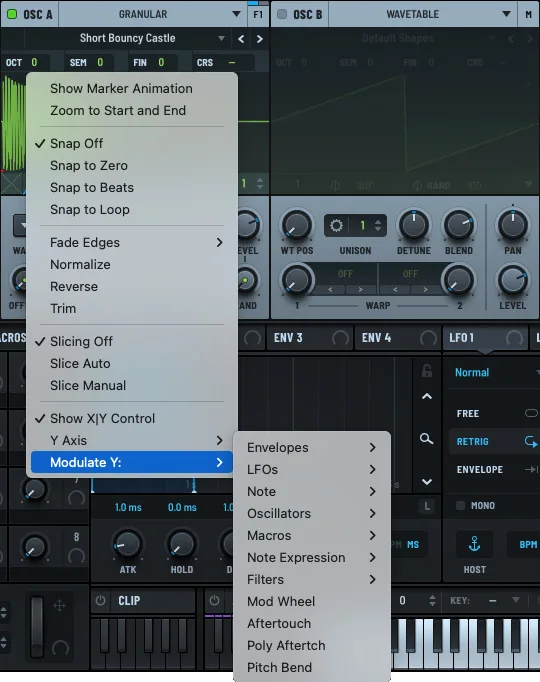 OSC A GRANULAR F1 OSC B WAVETABLE M
Short Bouncy Castle Default Shapes
OCT 0 SEM 0 FIN 0 CRS – OCT 0 SEM 0 FIN 0 CRS –
Show Marker Animation
Zoom to Start and End
Snap Off
Snap to Zero
Snap to Beats
Snap to Loop
Fade Edges
Normalize
Reverse
Trim
Slicing Off
Slice Auto
Slice Manual
Show X|Y Control
Y Axis
Modulate Y:
1 1 180° RAND 100
WT POS 1 UNISON DETUNE BLEND PAN
OFF OFF
1 WARP 2 LEVEL
ENV 3 ENV 4 LFO 1
Normal
FREE
RETRIG
ENVELOPE
MONO
HOST BPM
Envelopes
LFOs
Note
Oscillators
Macros
Note Expression
Filters
Mod Wheel
Aftertouch
Poly Aftertch
Pitch Bend
7
1.0 ms 0.0 ms
L
MS
8
ATK HOLD
CLIP 0 KEY: –